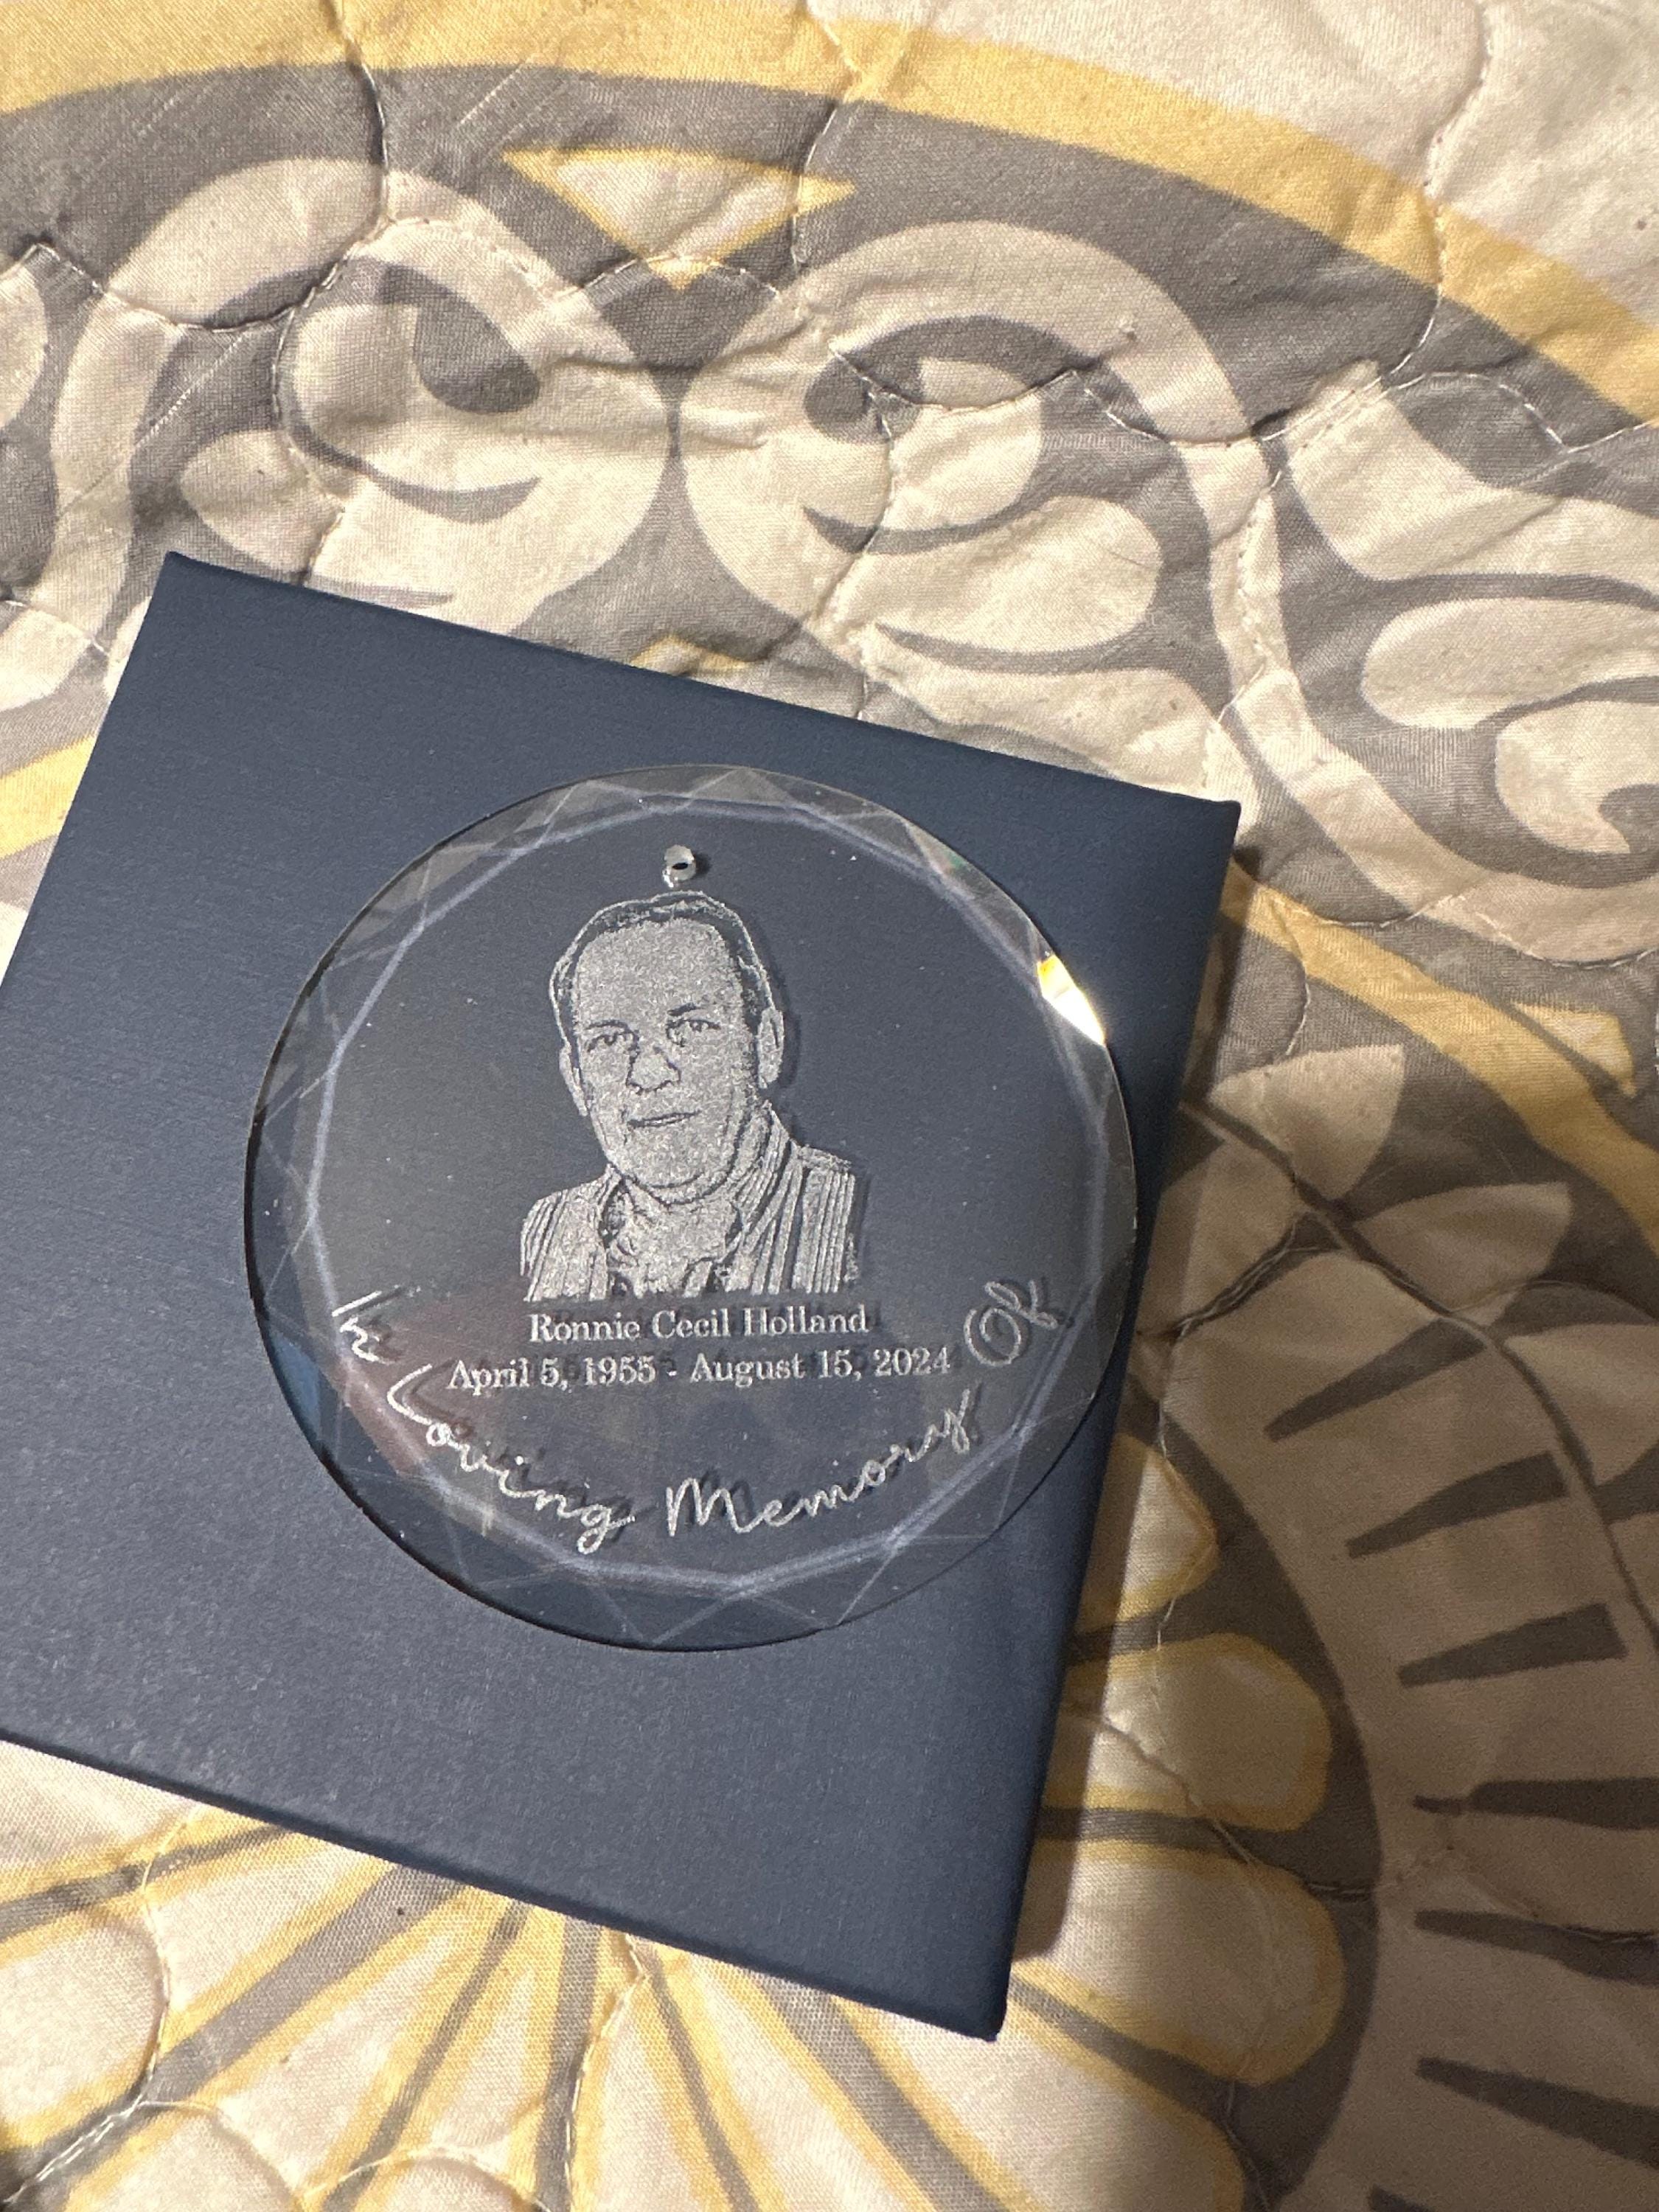 Ronnie Cecil Holland
April 5, 1955 - August 15, 2024
In Loving Memory Of